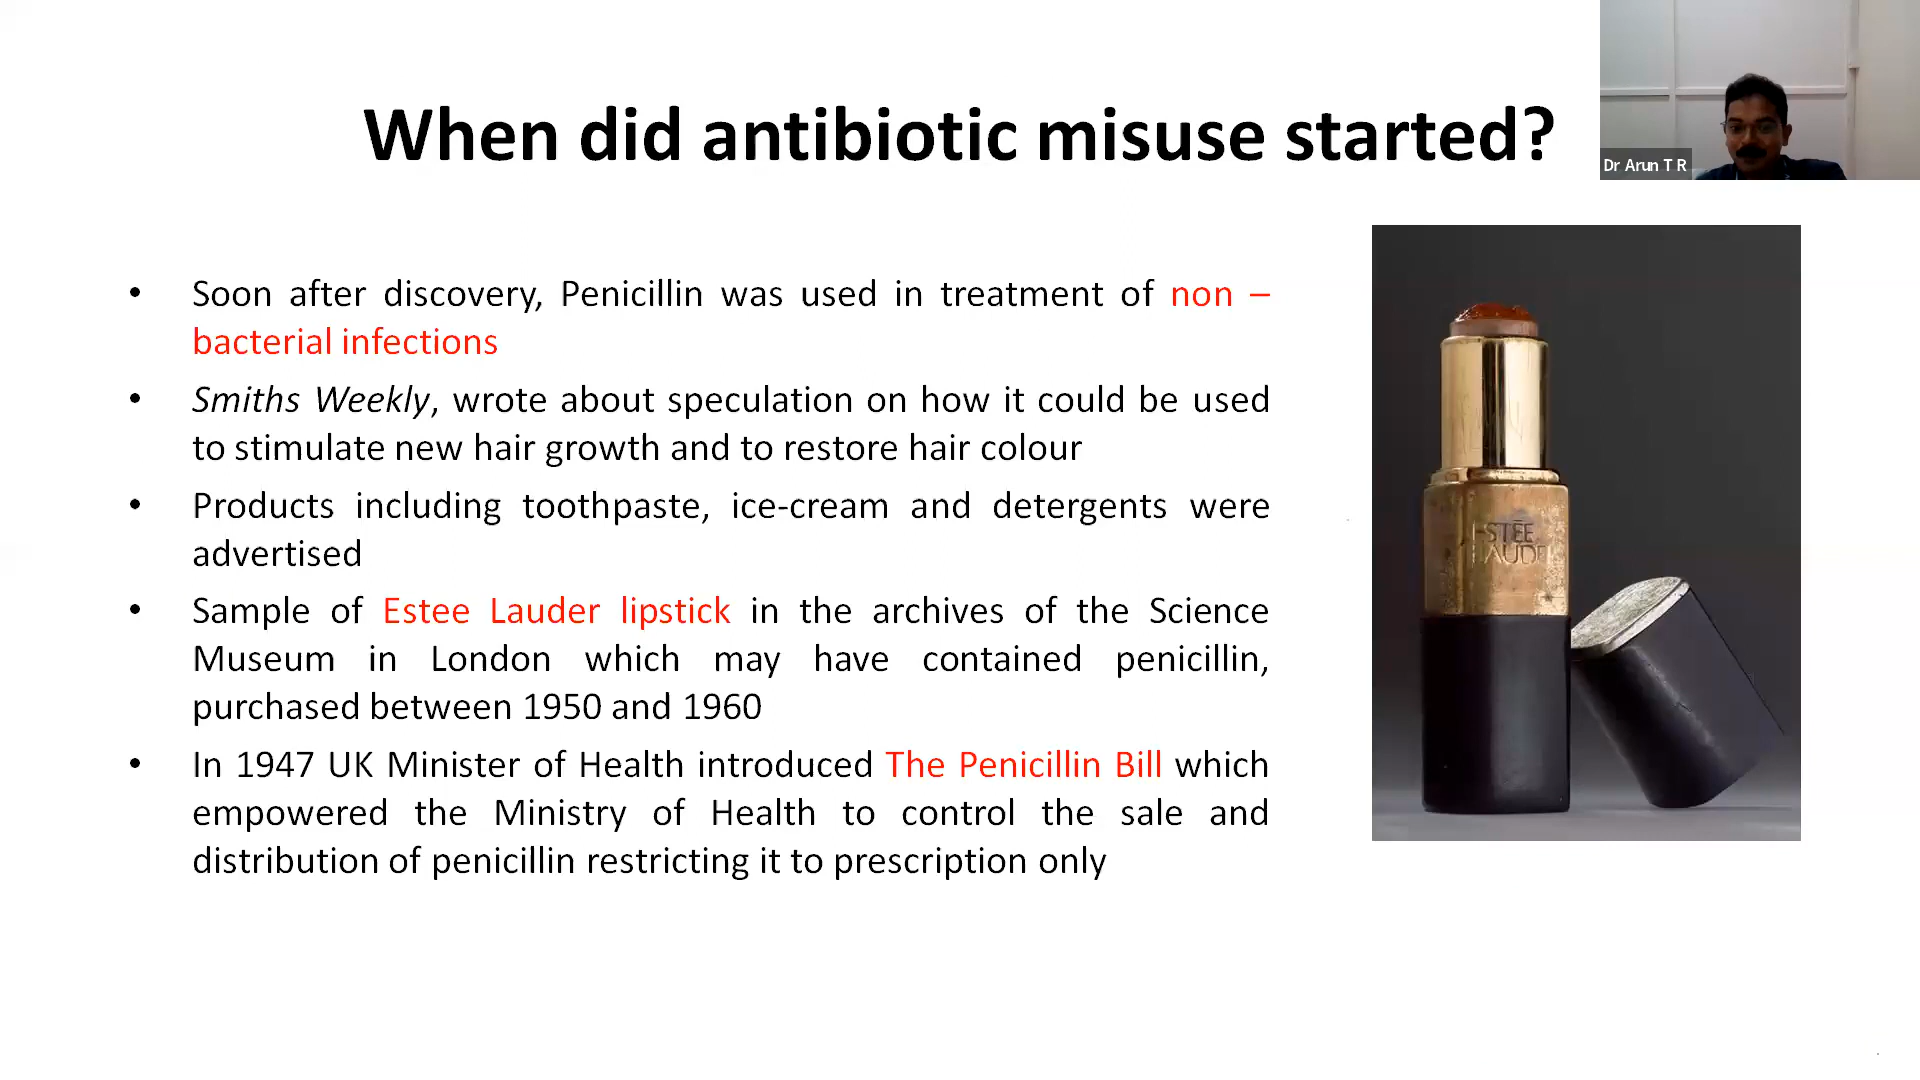 When did antibiotic misuse started?
Dr Arun T R
• Soon after discovery, Penicillin was used in treatment of non –
bacterial infections
• Smiths Weekly, wrote about speculation on how it could be used
to stimulate new hair growth and to restore hair colour
• Products including toothpaste, ice-cream and detergents were
advertised
• Sample of Estee Lauder lipstick in the archives of the Science
Museum in London which may have contained penicillin,
purchased between 1950 and 1960
• In 1947 UK Minister of Health introduced The Penicillin Bill which
empowered the Ministry of Health to control the sale and
distribution of penicillin restricting it to prescription only
ESTĒE
LAUDER